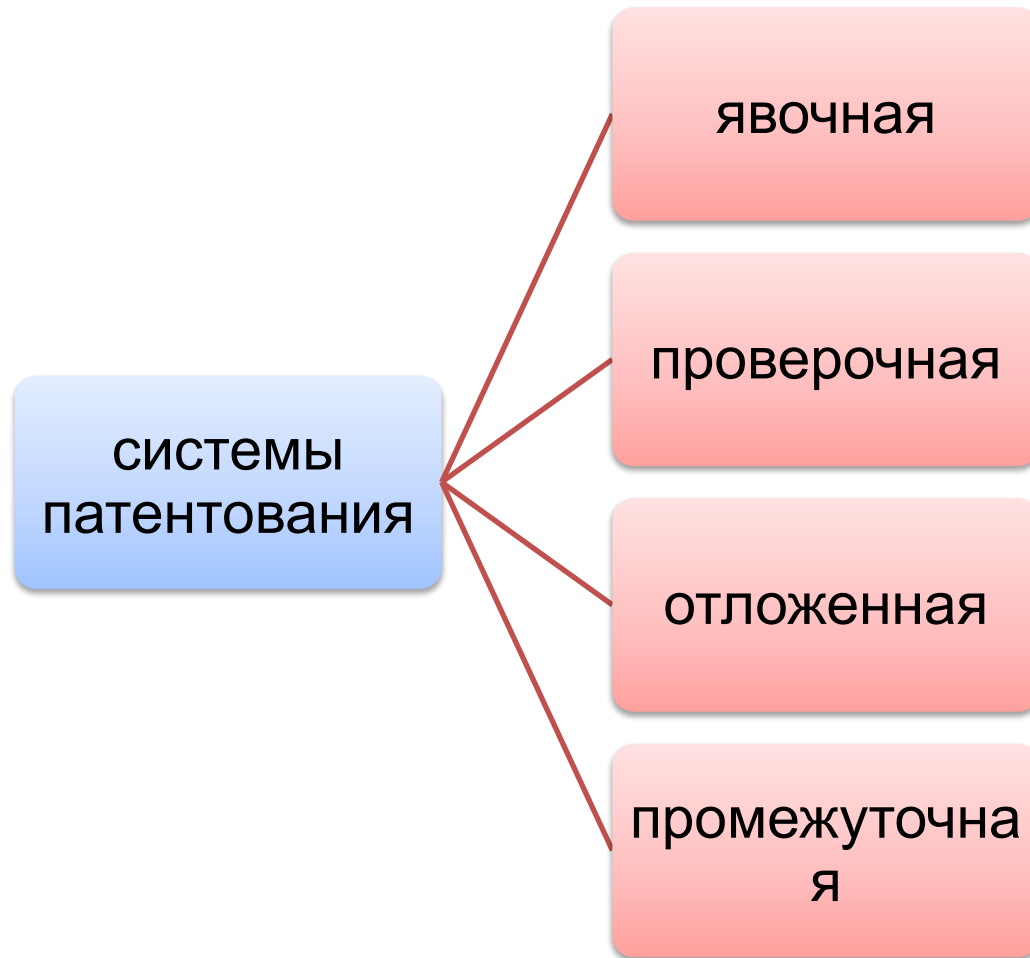 явочная
проверочная
системы
патентования
отложенная
промежуточна
я